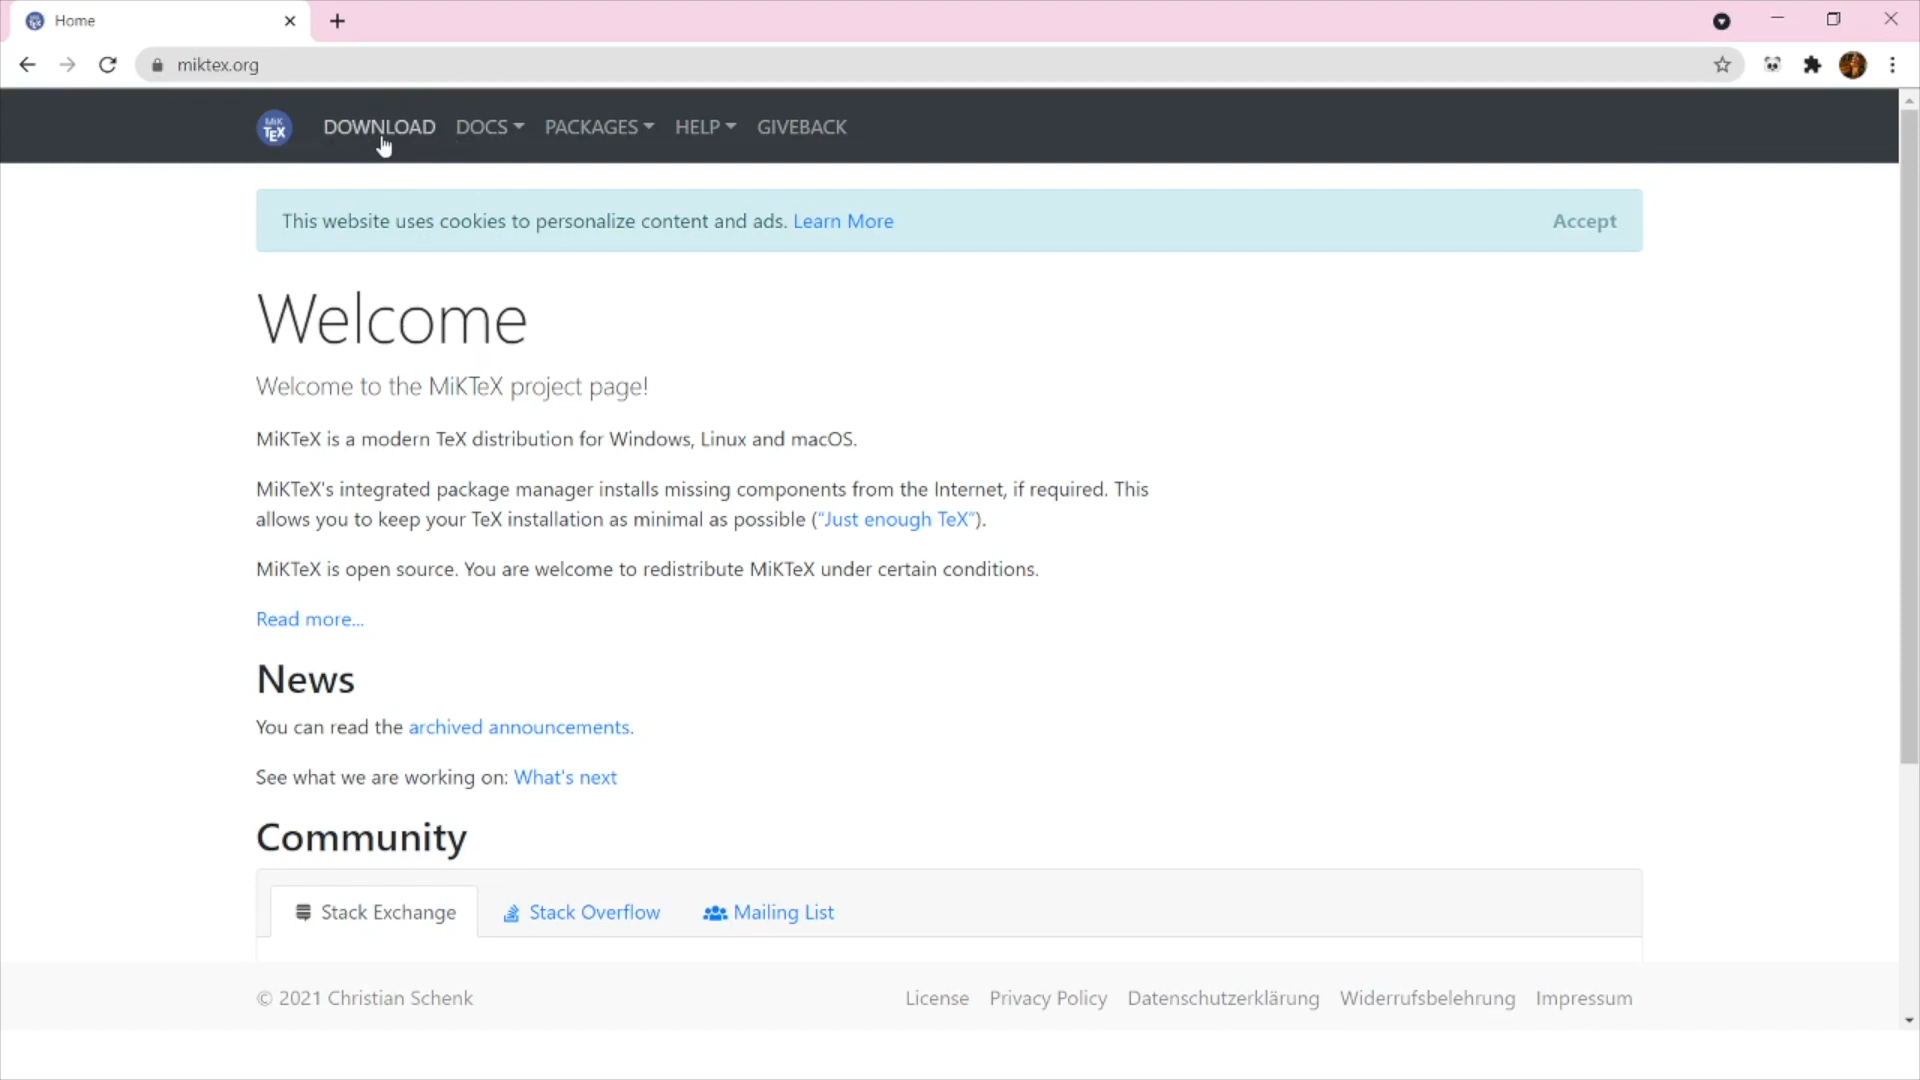 Home
miktex.org
MiK
TEX
DOWNLOAD DOCS PACKAGES HELP GIVEBACK
This website uses cookies to personalize content and ads. Learn More Accept
Welcome
Welcome to the MiKTeX project page!
MiKTeX is a modern TeX distribution for Windows, Linux and macOS.
MiKTeX's integrated package manager installs missing components from the Internet, if required. This
allows you to keep your TeX installation as minimal as possible (“Just enough TeX”).
MiKTeX is open source. You are welcome to redistribute MiKTeX under certain conditions.
Read more...
News
You can read the archived announcements.
See what we are working on: What's next
Community
Stack Exchange Stack Overflow Mailing List
© 2021 Christian Schenk License Privacy Policy Datenschutzerklärung Widerrufsbelehrung Impressum